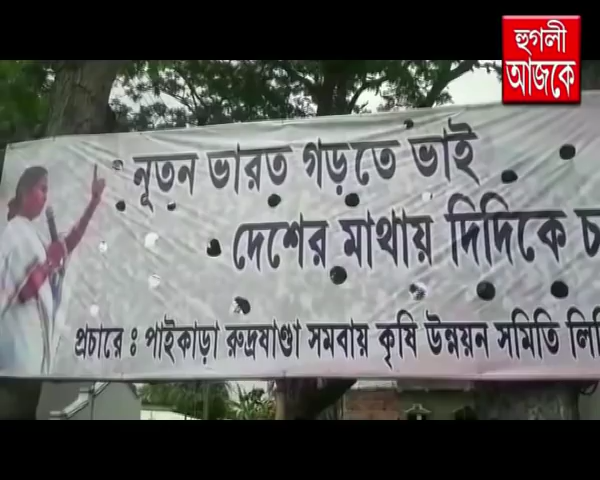 হুগলী
আজকে
নূতন ভারত গড়তে ভাই
দেশের মাথায় দিদিকে
প্রচারে : পাইকাড়া রুদ্রষাণ্ডা সমবায় কৃষি উন্নয়ন সমিতি